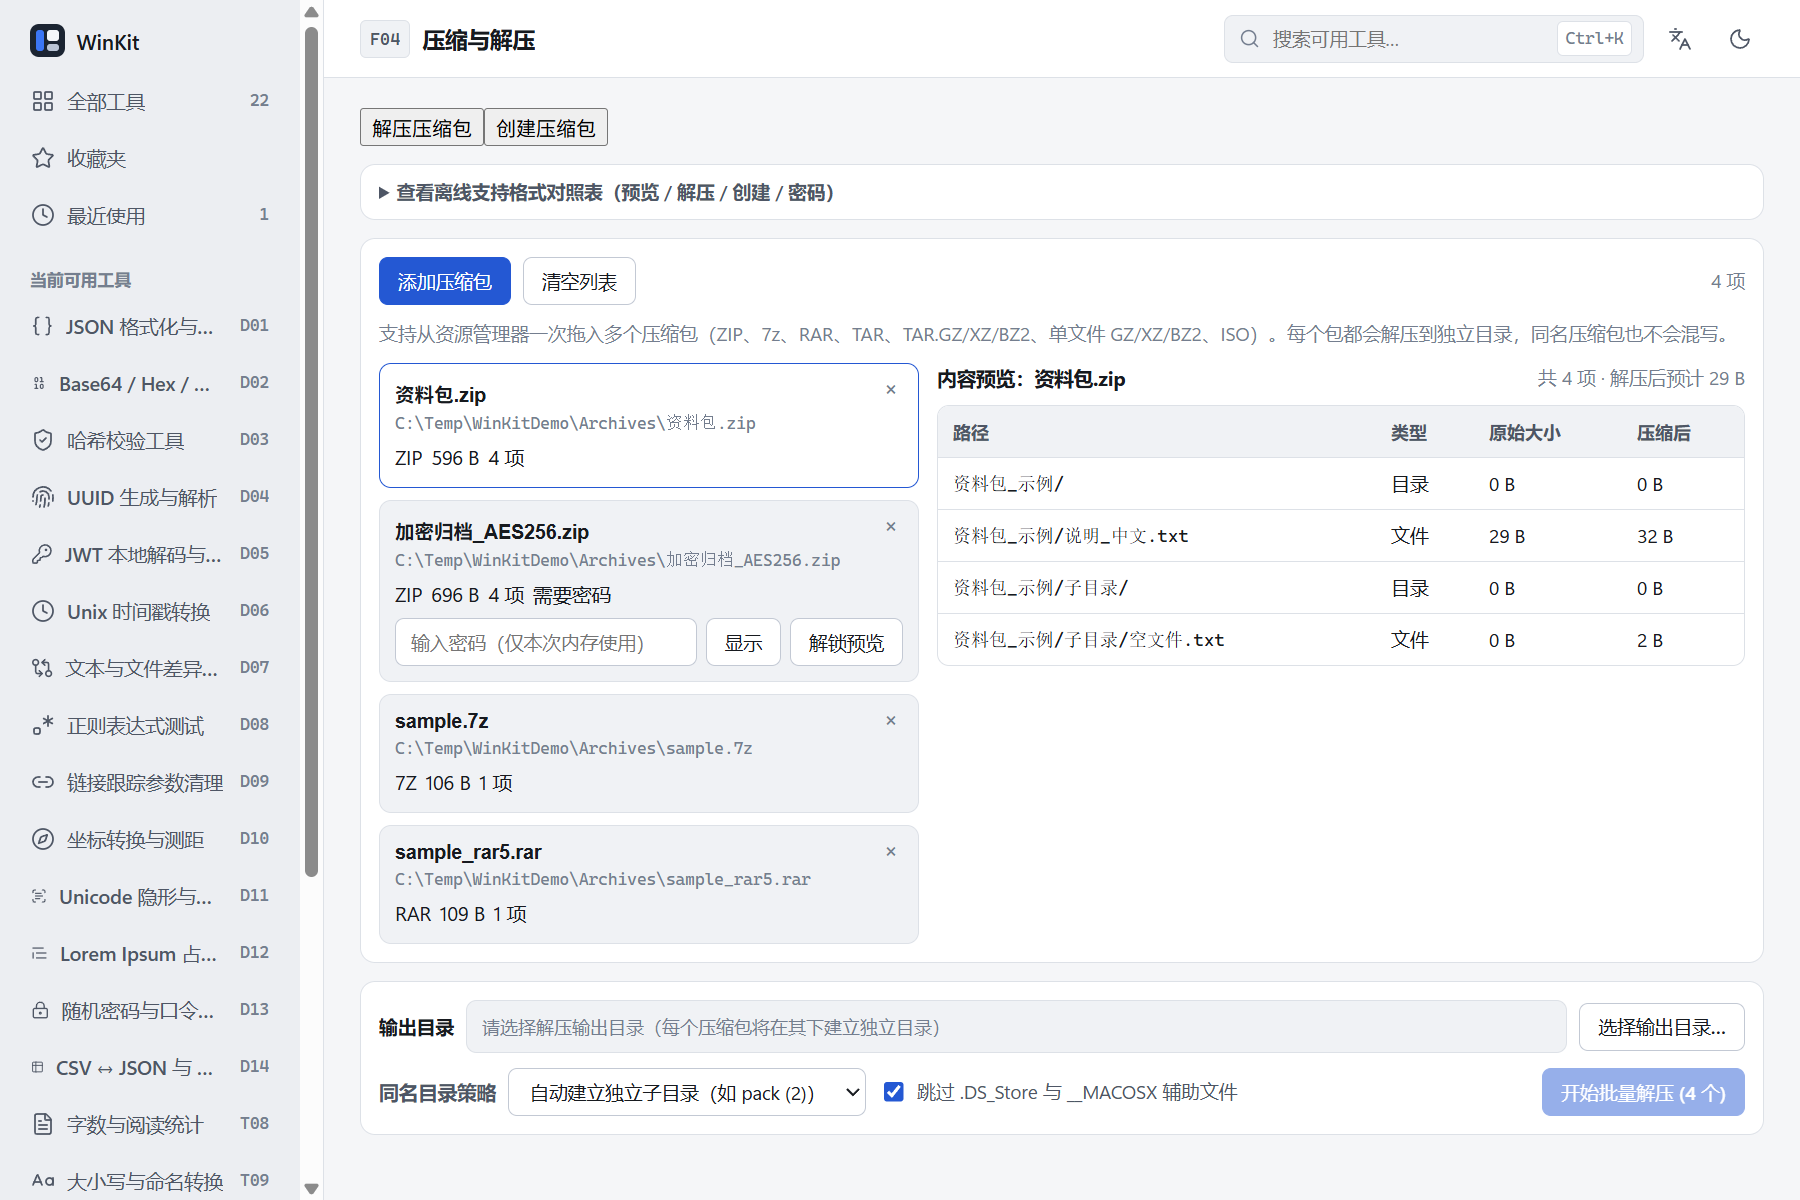 WinKit
全部工具 22
收藏夹
最近使用 1
当前可用工具
JSON 格式化与... D01
Base64 / Hex / ... D02
哈希校验工具 D03
UUID 生成与解析 D04
JWT 本地解码与... D05
Unix 时间戳转换 D06
文本与文件差异... D07
正则表达式测试 D08
链接跟踪参数清理 D09
坐标转换与测距 D10
Unicode 隐形与... D11
Lorem Ipsum 占... D12
随机密码与口令... D13
CSV ↔ JSON 与 ... D14
字数与阅读统计 T08
大小写与命名转换 T09
F04 压缩与解压
搜索可用工具... Ctrl+K
解压压缩包 创建压缩包
▶ 查看离线支持格式对照表（预览 / 解压 / 创建 / 密码）
添加压缩包 清空列表 4 项
支持从资源管理器一次拖入多个压缩包（ZIP、7z、RAR、TAR、TAR.GZ/XZ/BZ2、单文件 GZ/XZ/BZ2、ISO）。每个包都会解压到独立目录，同名压缩包也不会混写。
资料包.zip ×
C:\Temp\WinKitDemo\Archives\资料包.zip
ZIP 596 B 4 项
加密归档_AES256.zip ×
C:\Temp\WinKitDemo\Archives\加密归档_AES256.zip
ZIP 696 B 4 项 需要密码
输入密码（仅本次内存使用） 显示 解锁预览
sample.7z ×
C:\Temp\WinKitDemo\Archives\sample.7z
7Z 106 B 1 项
sample_rar5.rar ×
C:\Temp\WinKitDemo\Archives\sample_rar5.rar
RAR 109 B 1 项
内容预览：资料包.zip 共 4 项 · 解压后预计 29 B
路径 类型 原始大小 压缩后
资料包_示例/ 目录 0 B 0 B
资料包_示例/说明_中文.txt 文件 29 B 32 B
资料包_示例/子目录/ 目录 0 B 0 B
资料包_示例/子目录/空文件.txt 文件 0 B 2 B
输出目录 请选择解压输出目录（每个压缩包将在其下建立独立目录） 选择输出目录...
同名目录策略 自动建立独立子目录（如 pack (2)） 跳过 .DS_Store 与 __MACOSX 辅助文件 开始批量解压 (4 个)